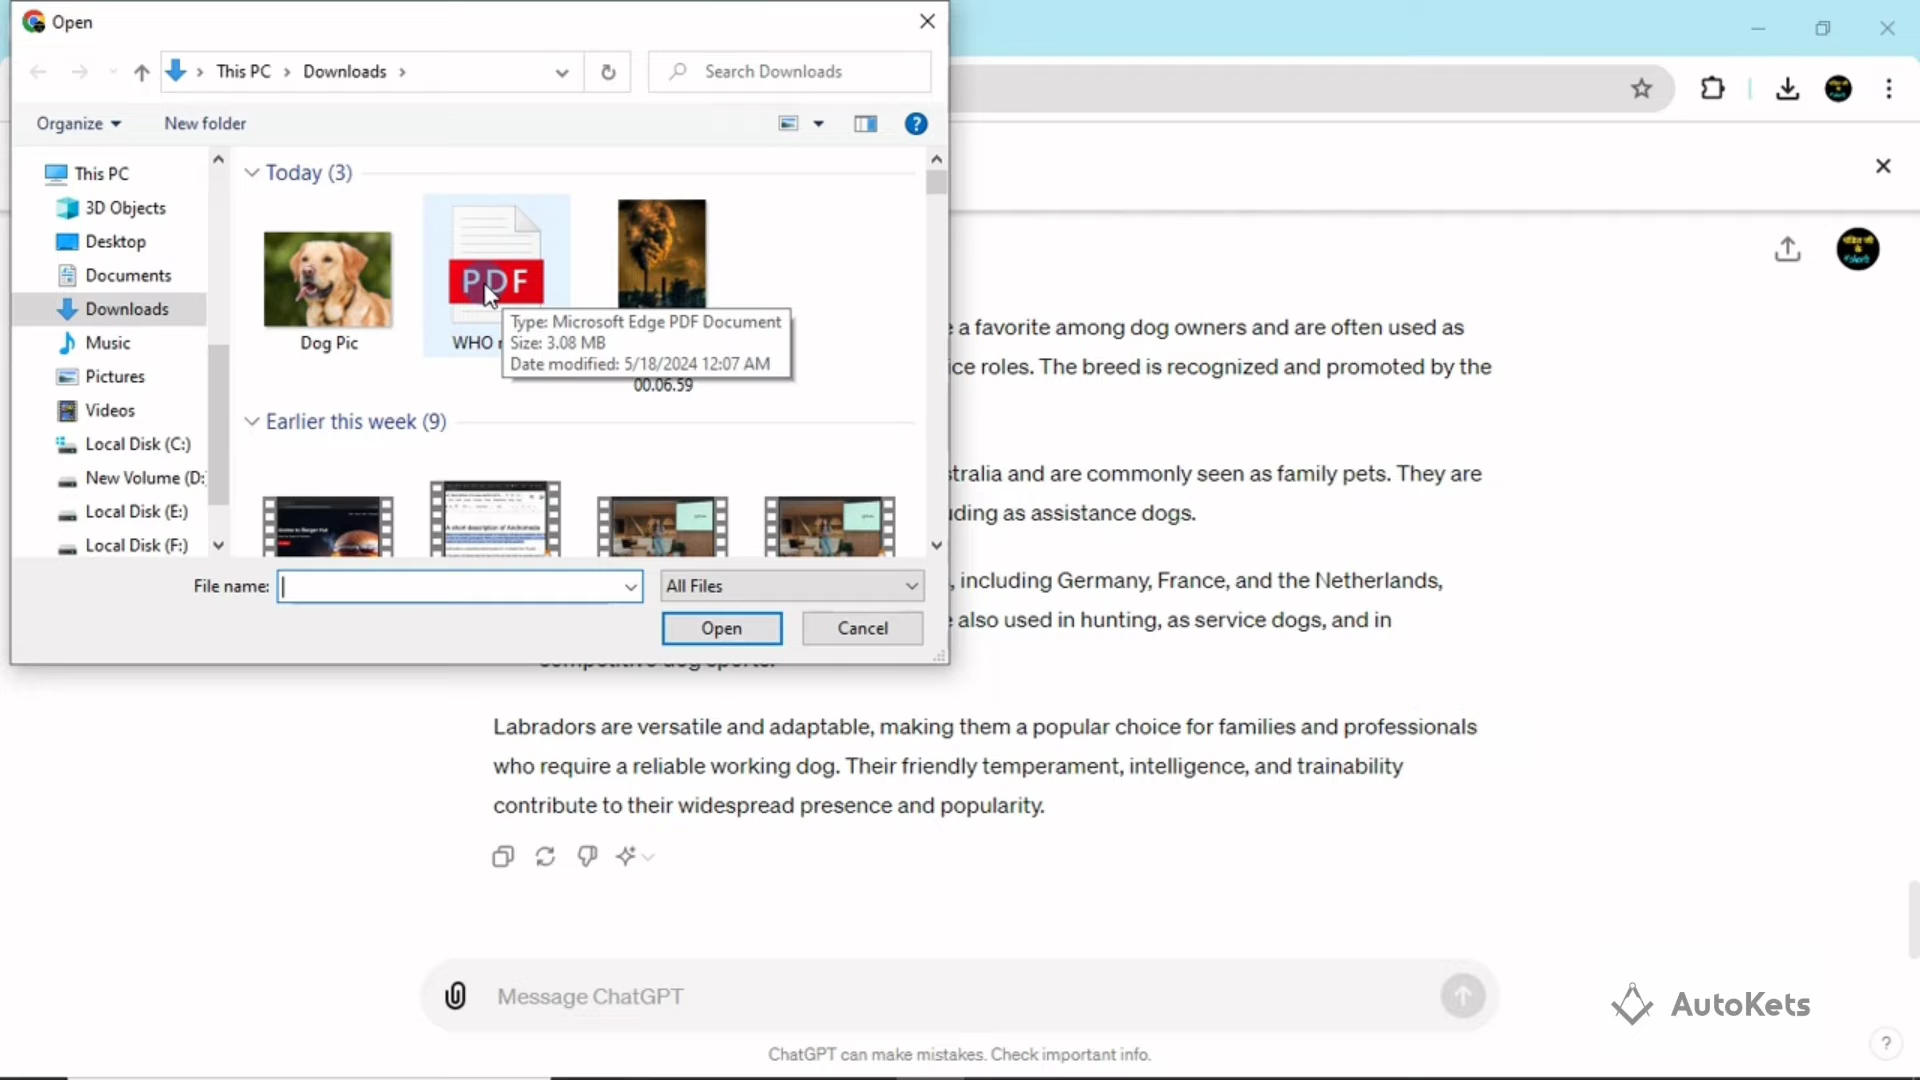 Open
This PC
Downloads
Search Downloads
Organize
New folder
This PC
3D Objects
Desktop
Documents
Downloads
Music
Pictures
Videos
Local Disk (C:)
New Volume (D:
Local Disk (E:)
Local Disk (F:)
Today (3)
PDF
Dog Pic
WHO
Type: Microsoft Edge PDF Document
Size: 3.08 MB
Date modified: 5/18/2024 12:07 AM
00.06.59
Earlier this week (9)
File name:
All Files
Open
Cancel
a favorite among dog owners and are often used as
ice roles. The breed is recognized and promoted by the
stralia and are commonly seen as family pets. They are
ding as assistance dogs.
, including Germany, France, and the Netherlands,
also used in hunting, as service dogs, and in
competitive dog sports.
Labradors are versatile and adaptable, making them a popular choice for families and professionals
who require a reliable working dog. Their friendly temperament, intelligence, and trainability
contribute to their widespread presence and popularity.
Message ChatGPT
AutoKets
ChatGPT can make mistakes. Check important info.
?